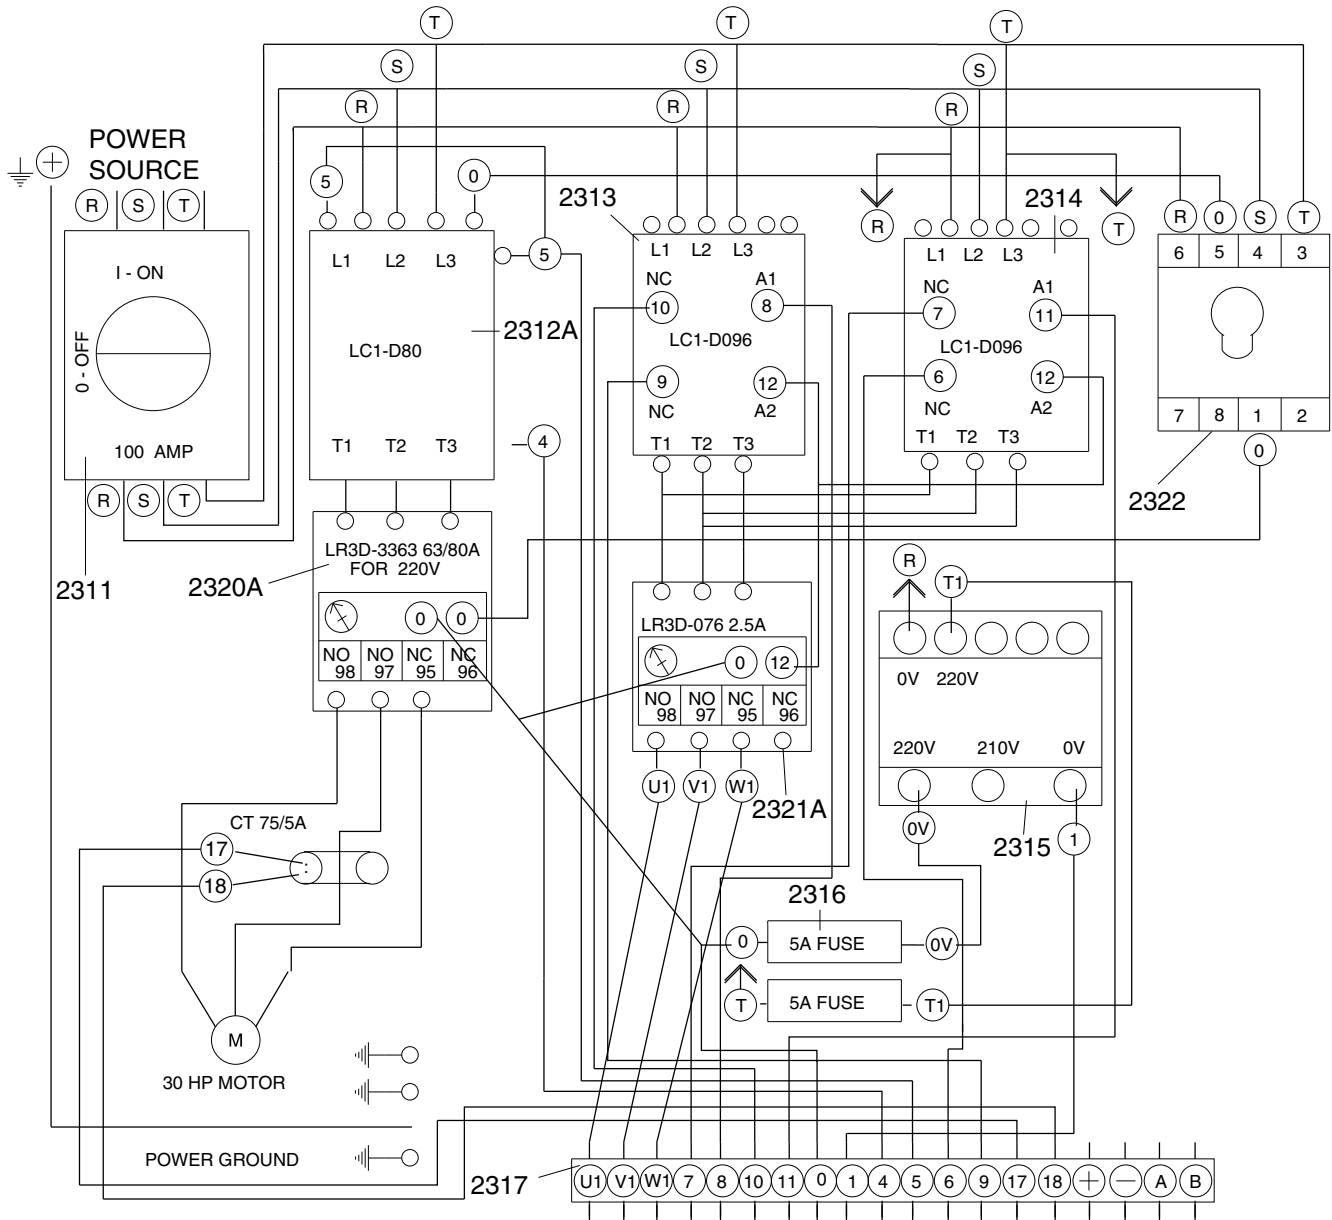 T T T
S S S
R R R
POWER
SOURCE
+
R S T
5 0
2313
2314
R T
R 0 S T
6 5 4 3
I - ON
0 - OFF
100 AMP
L1 L2 L3
5
2312A
LC1-D80
T1 T2 T3
4
L1 L2 L3
NC A1
10 8
LC1-D096
9 12
NC A2
T1 T2 T3
L1 L2 L3
NC A1
7 11
LC1-D096
6 12
NC A2
T1 T2 T3
7 8 1 2
0
2322
R S T
2311
2320A
LR3D-3363 63/80A
FOR 220V
0 0
NO NO NC NC
98 97 95 96
LR3D-076 2.5A
0 12
NO NO NC NC
98 97 95 96
U1 V1 W1
2321A
R T1
0V 220V
220V 210V 0V
0V 1
2315
CT 75/5A
17
18
2316
0 5A FUSE 0V
T 5A FUSE T1
M
30 HP MOTOR
POWER GROUND
2317
U1 V1 W1 7 8 10 11 0 1 4 5 6 9 17 18 + − A B